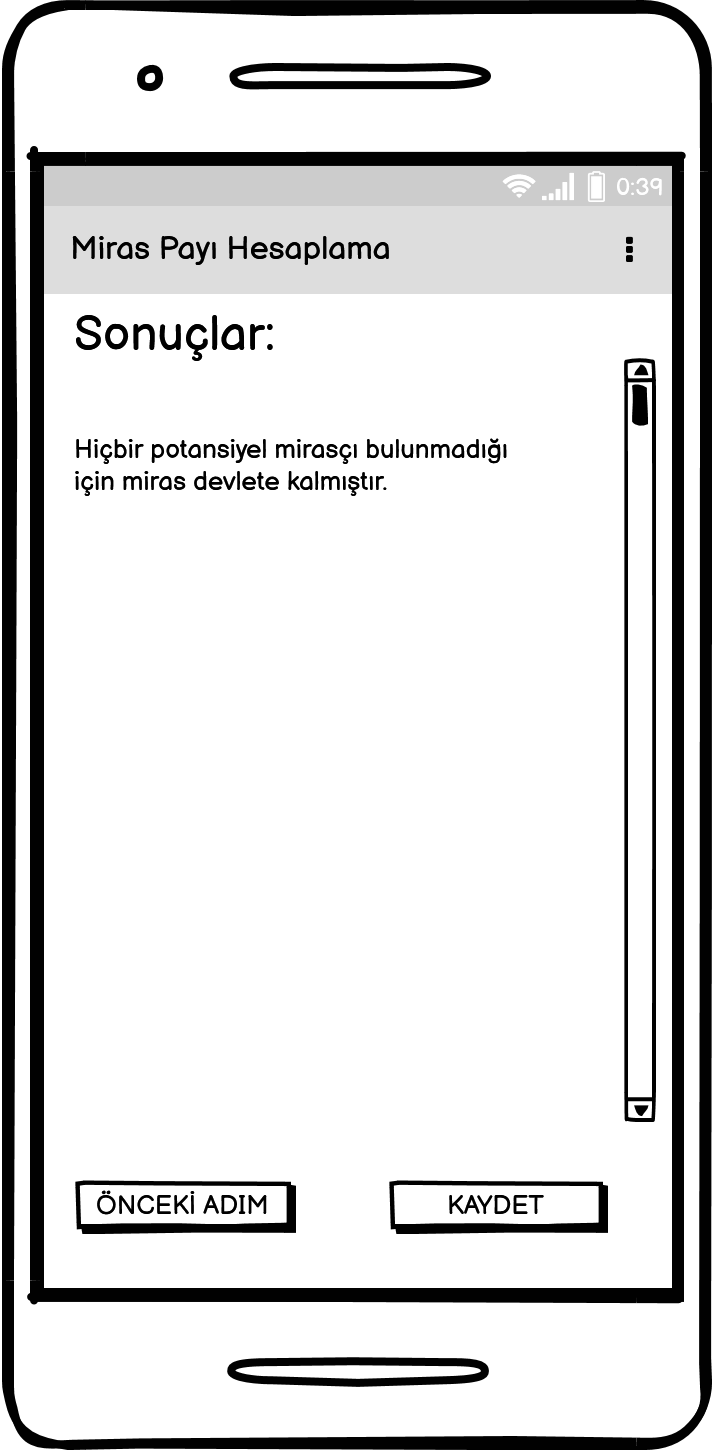 0:39
Miras Payı Hesaplama
Sonuçlar:
Hiçbir potansiyel mirasçı bulunmadığı
için miras devlete kalmıştır.
ÖNCEKİ ADIM
KAYDET